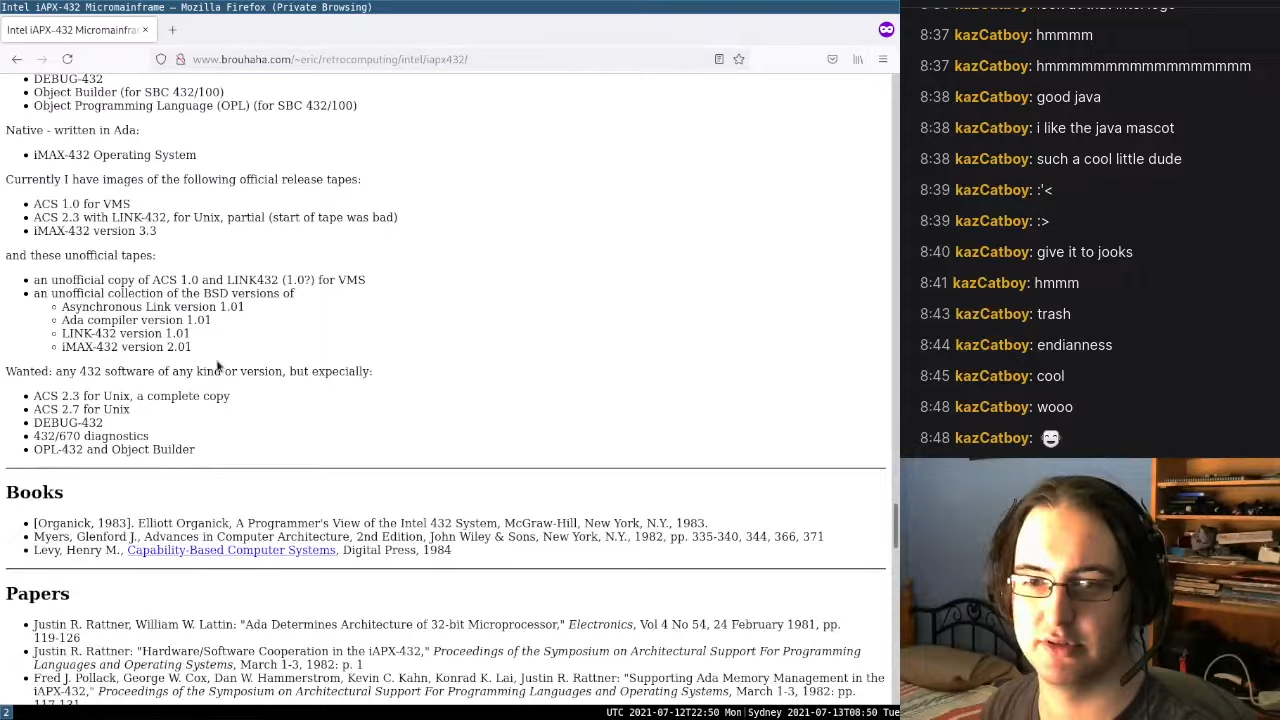 Intel iAPX-432 Micromainframe — Mozilla Firefox (Private Browsing)
Intel iAPX-432 Micromainfra
www.brouhaha.com/~eric/retrocomputing/intel/iapx432/
DEBUG-432
Object Builder (for SBC 432/100)
Object Programming Language (OPL) (for SBC 432/100)
Native - written in Ada:
iMAX-432 Operating System
Currently I have images of the following official release tapes:
ACS 1.0 for VMS
ACS 2.3 with LINK-432, for Unix, partial (start of tape was bad)
iMAX-432 version 3.3
and these unofficial tapes:
an unofficial copy of ACS 1.0 and LINK432 (1.0?) for VMS
an unofficial collection of the BSD versions of
Asynchronous Link version 1.01
Ada compiler version 1.01
LINK-432 version 1.01
iMAX-432 version 2.01
Wanted: any 432 software of any kind or version, but expecially:
ACS 2.3 for Unix, a complete copy
ACS 2.7 for Unix
DEBUG-432
432/670 diagnostics
OPL-432 and Object Builder
Books
[Organick, 1983]. Elliott Organick, A Programmer's View of the Intel 432 System, McGraw-Hill, New York, N.Y., 1983.
Myers, Glenford J., Advances in Computer Architecture, 2nd Edition, John Wiley & Sons, New York, N.Y., 1982, pp. 335-340, 344, 366, 371
Levy, Henry M., Capability-Based Computer Systems, Digital Press, 1984
Papers
Justin R. Rattner, William W. Lattin: "Ada Determines Architecture of 32-bit Microprocessor," Electronics, Vol 4 No 54, 24 February 1981, pp.
119-126
Justin R. Rattner: "Hardware/Software Cooperation in the iAPX-432," Proceedings of the Symposium on Architectural Support For Programming
Languages and Operating Systems, March 1-3, 1982: p. 1
Fred J. Pollack, George W. Cox, Dan W. Hammerstrom, Kevin C. Kahn, Konrad K. Lai, Justin R. Rattner: "Supporting Ada Memory Management in the
iAPX-432," Proceedings of the Symposium on Architectural Support For Programming Languages and Operating Systems, March 1-3, 1982: pp.
2
UTC 2021-07-12T22:50 Mon Sydney 2021-07-13T08:50 Tue
8:37 kazCatboy: hmmmm
8:37 kazCatboy: hmmmmmmmmmmmmmmmmmm
8:38 kazCatboy: good java
8:38 kazCatboy: i like the java mascot
8:38 kazCatboy: such a cool little dude
8:39 kazCatboy: :'<
8:39 kazCatboy: :>
8:40 kazCatboy: give it to jooks
8:41 kazCatboy: hmmm
8:43 kazCatboy: trash
8:44 kazCatboy: endianness
8:45 kazCatboy: cool
8:48 kazCatboy: wooo
8:48 kazCatboy: